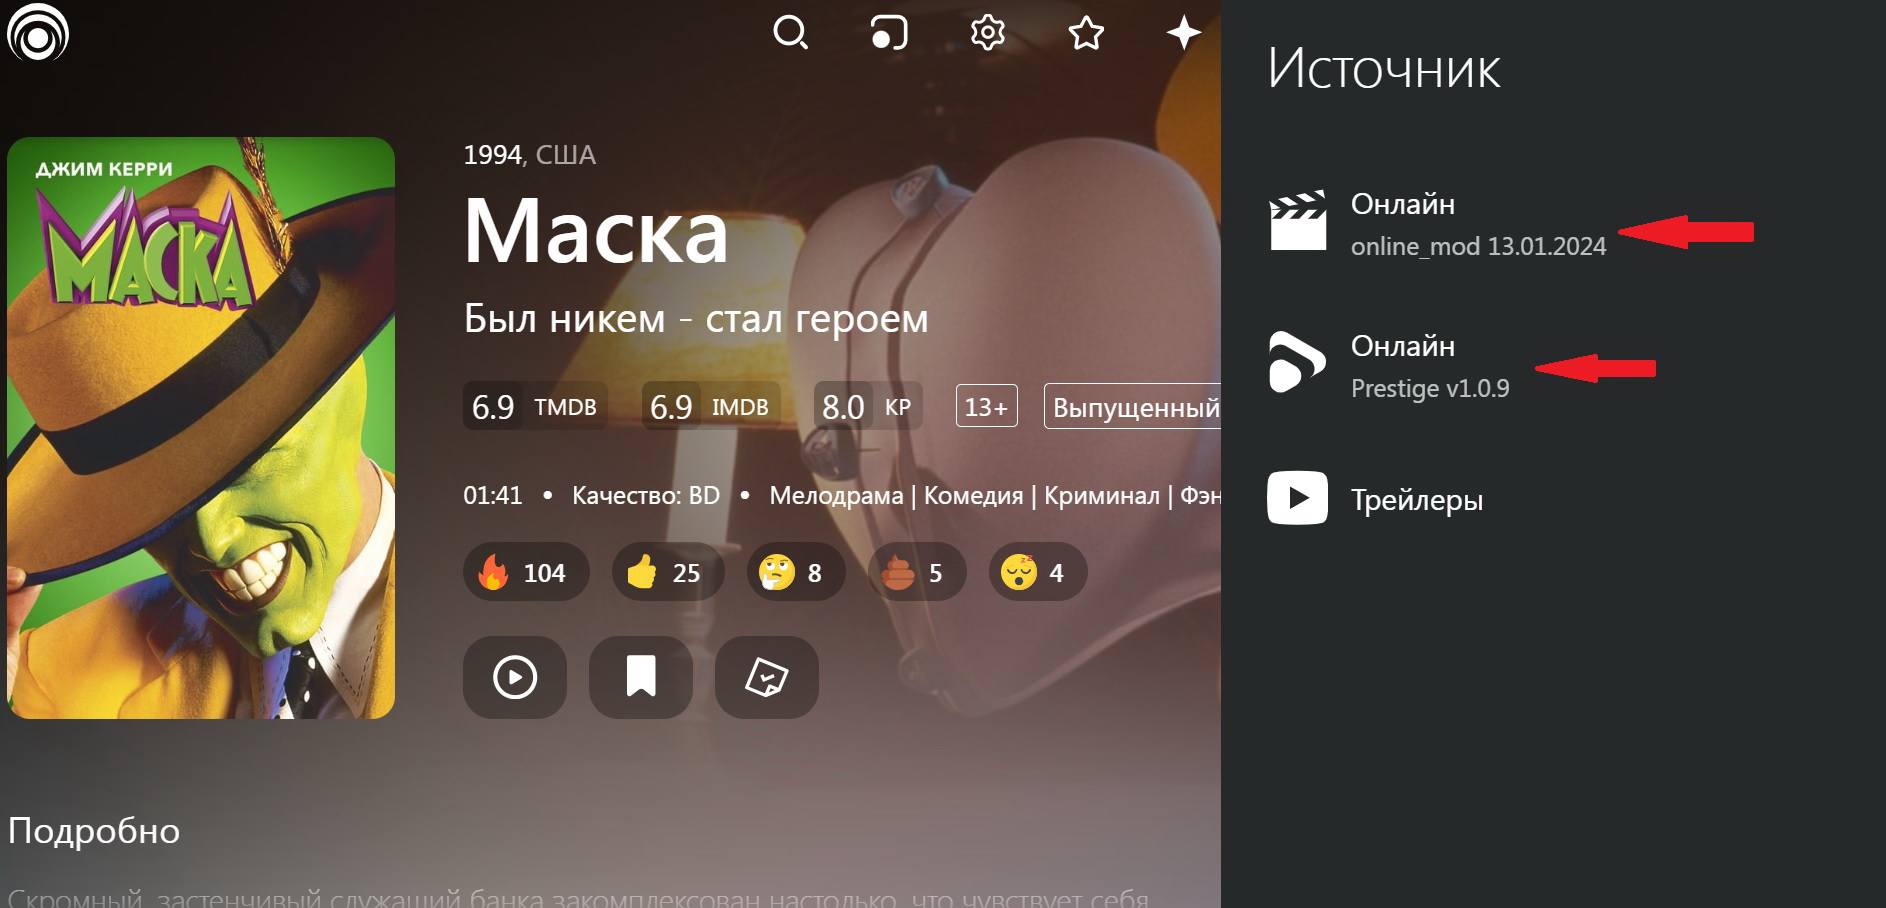 ДЖИМ КЕРРИ
МАСКА
1994, США
Маска
Был никем - стал героем
6.9 TMDB 6.9 IMDB 8.0 KP 13+ Выпущенный
01:41 • Качество: BD • Мелодрама | Комедия | Криминал | Фэн
104 25 8 5 4
Подробно
Скромный, застенчивый служащий банка закомплексован настолько, что чувствует себя
Источник
Онлайн
online_mod 13.01.2024
Онлайн
Prestige v1.0.9
Трейлеры